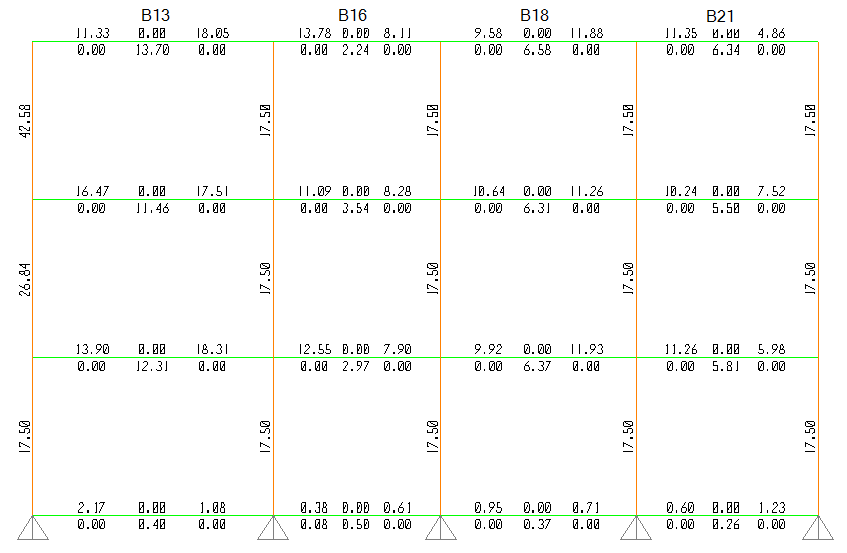 B13 B16 B18 B21
11.33 0.00 18.05 13.78 0.00 8.11 9.58 0.00 11.88 11.35 0.00 4.86
0.00 13.70 0.00 0.00 2.24 0.00 0.00 6.58 0.00 0.00 6.34 0.00
42.58 17.50 17.50 17.50 17.50
16.47 0.00 17.51 11.09 0.00 8.28 10.64 0.00 11.26 10.24 0.00 7.52
0.00 11.46 0.00 0.00 3.54 0.00 0.00 6.31 0.00 0.00 5.50 0.00
26.84 17.50 17.50 17.50 17.50
13.90 0.00 18.31 12.55 0.00 7.90 9.92 0.00 11.93 11.26 0.00 5.98
0.00 12.31 0.00 0.00 2.97 0.00 0.00 6.37 0.00 0.00 5.81 0.00
17.50 17.50 17.50 17.50 17.50
2.17 0.00 1.08 0.38 0.00 0.61 0.95 0.00 0.71 0.60 0.00 1.23
0.00 0.40 0.00 0.08 0.50 0.00 0.00 0.37 0.00 0.00 0.26 0.00